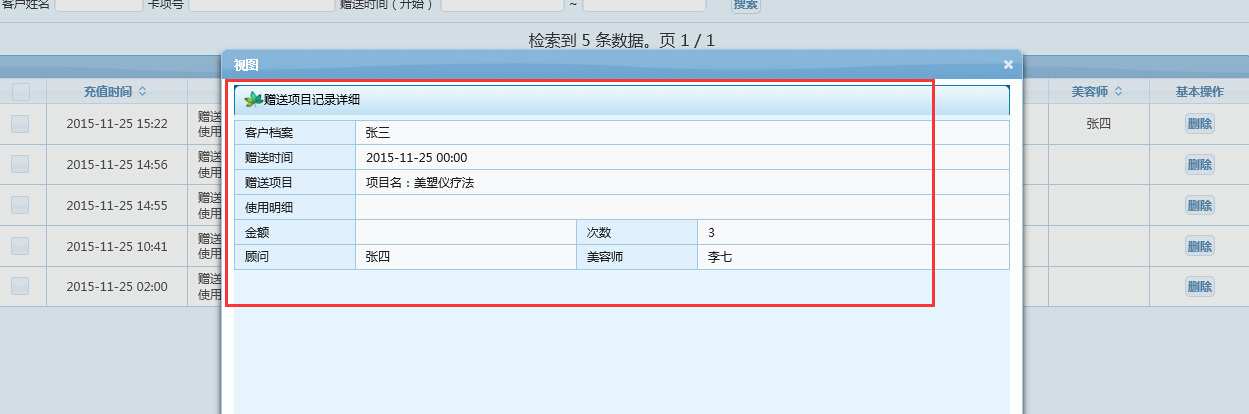 客户姓名 卡项号 赠送时间（开始） ~ 搜索
检索到 5 条数据。页 1 / 1
视图
充值时间 美容师 基本操作
赠送项目记录详细
2015-11-25 15:22 赠送 使用 张四 删除
2015-11-25 14:56 赠送 使用 删除
2015-11-25 14:55 赠送 使用 删除
2015-11-25 10:41 赠送 使用 删除
2015-11-25 02:00 赠送 使用 删除
客户档案 张三
赠送时间 2015-11-25 00:00
赠送项目 项目名：美塑仪疗法
使用明细
金额 次数 3
顾问 张四 美容师 李七